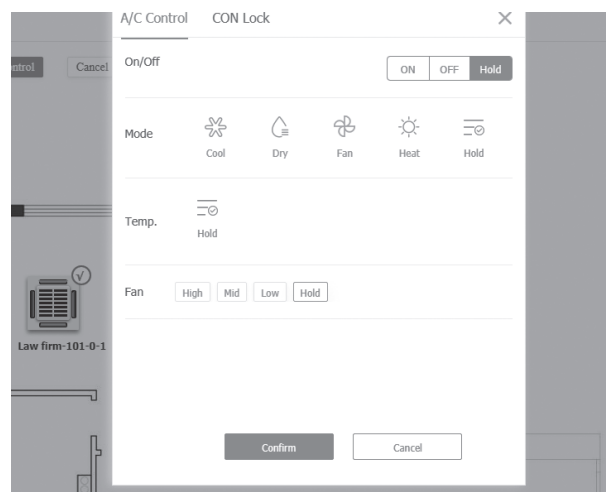 A/C Control CON Lock
ntrol Cancel
On/Off ON OFF Hold
Mode Cool Dry Fan Heat Hold
Temp. Hold
Fan High Mid Low Hold
Law firm-101-0-1
Confirm Cancel